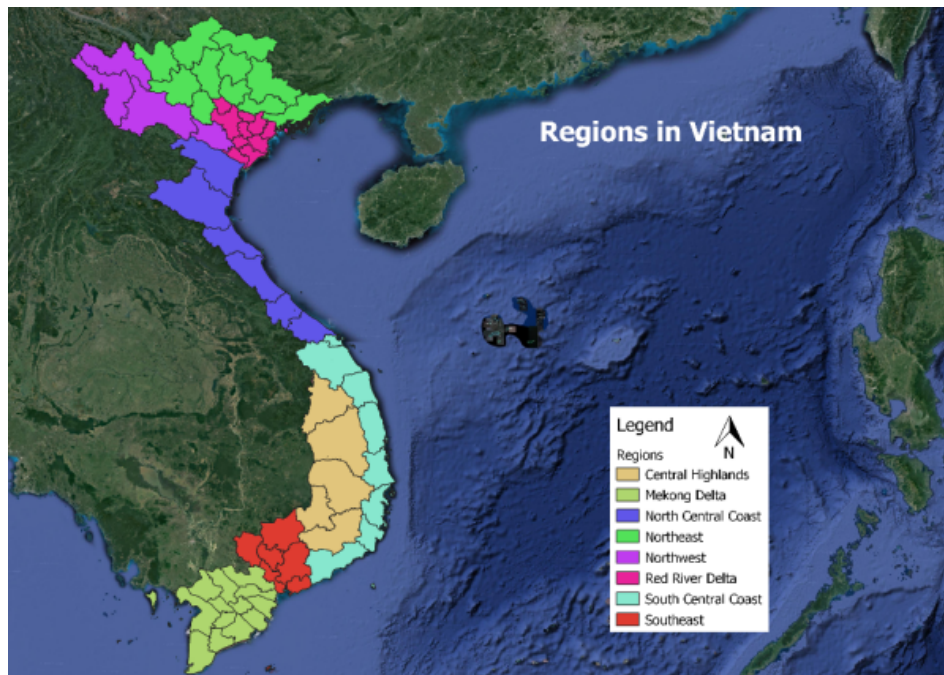 Regions in Vietnam
Legend
N
Regions
Central Highlands
Mekong Delta
North Central Coast
Northeast
Northwest
Red River Delta
South Central Coast
Southeast